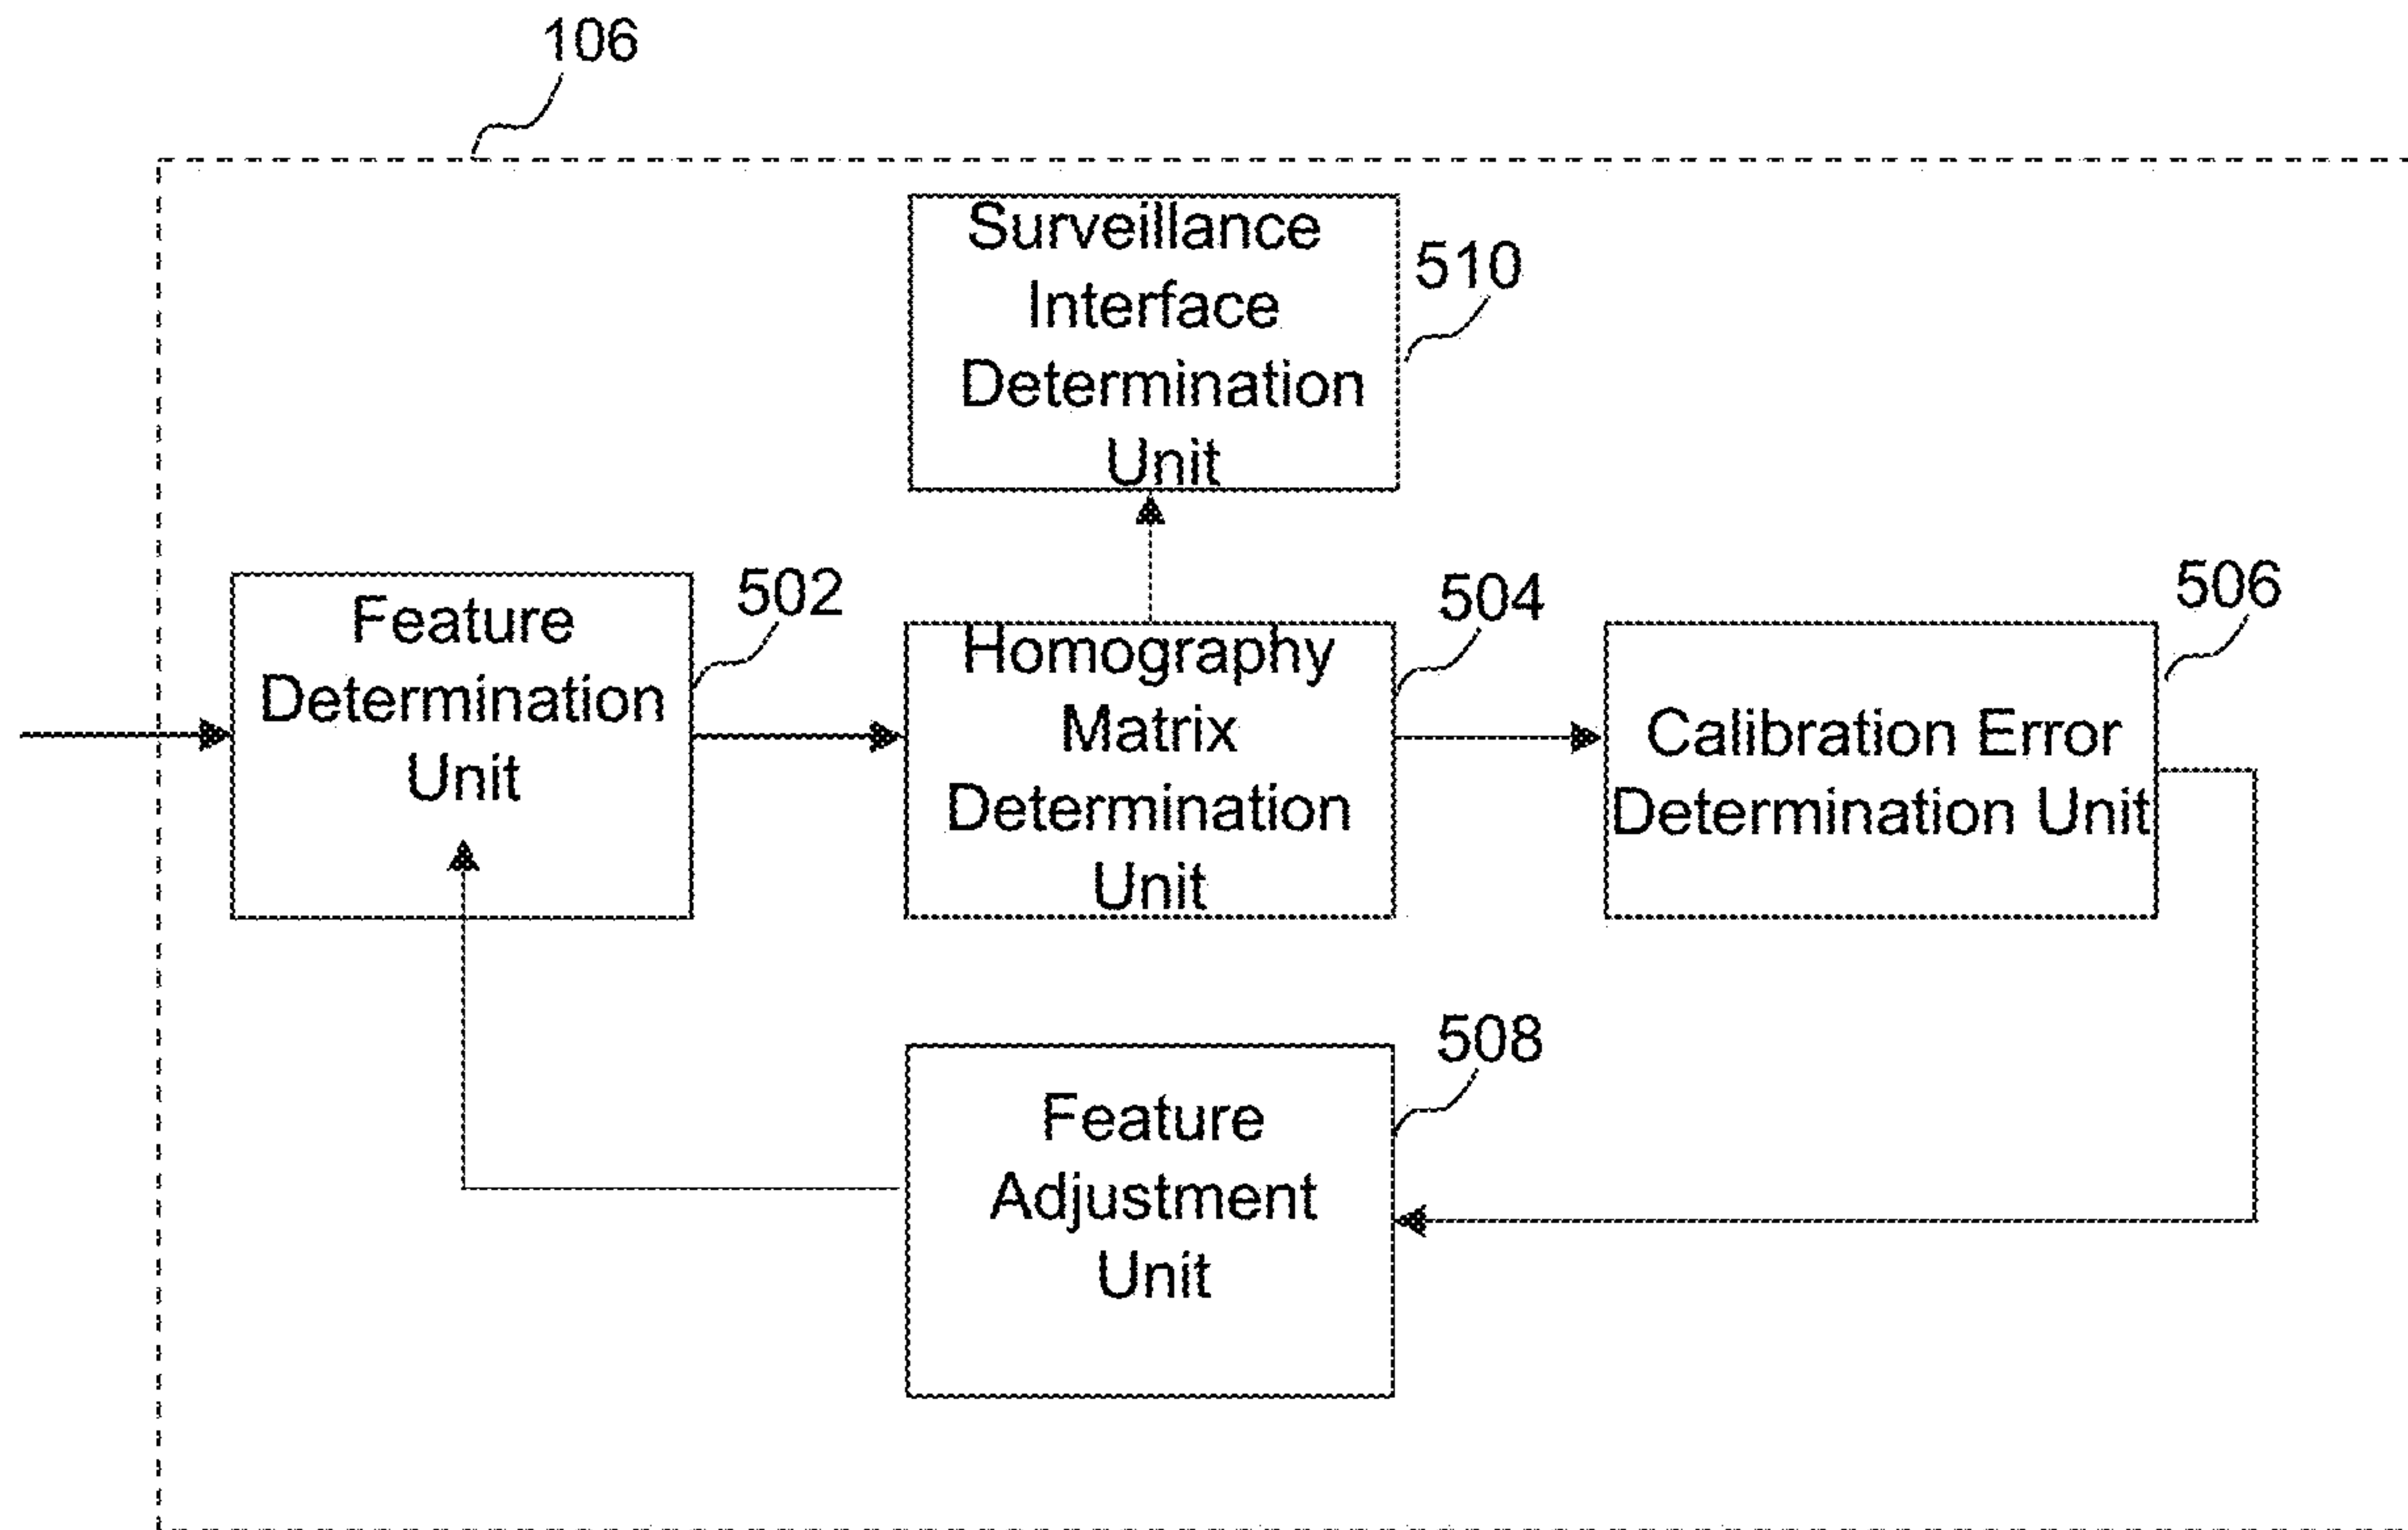 106
Surveillance
Interface
Determination
Unit
510
Feature
Determination
Unit
502
Homography
Matrix
Determination
Unit
504
Calibration Error
Determination Unit
506
Feature
Adjustment
Unit
508